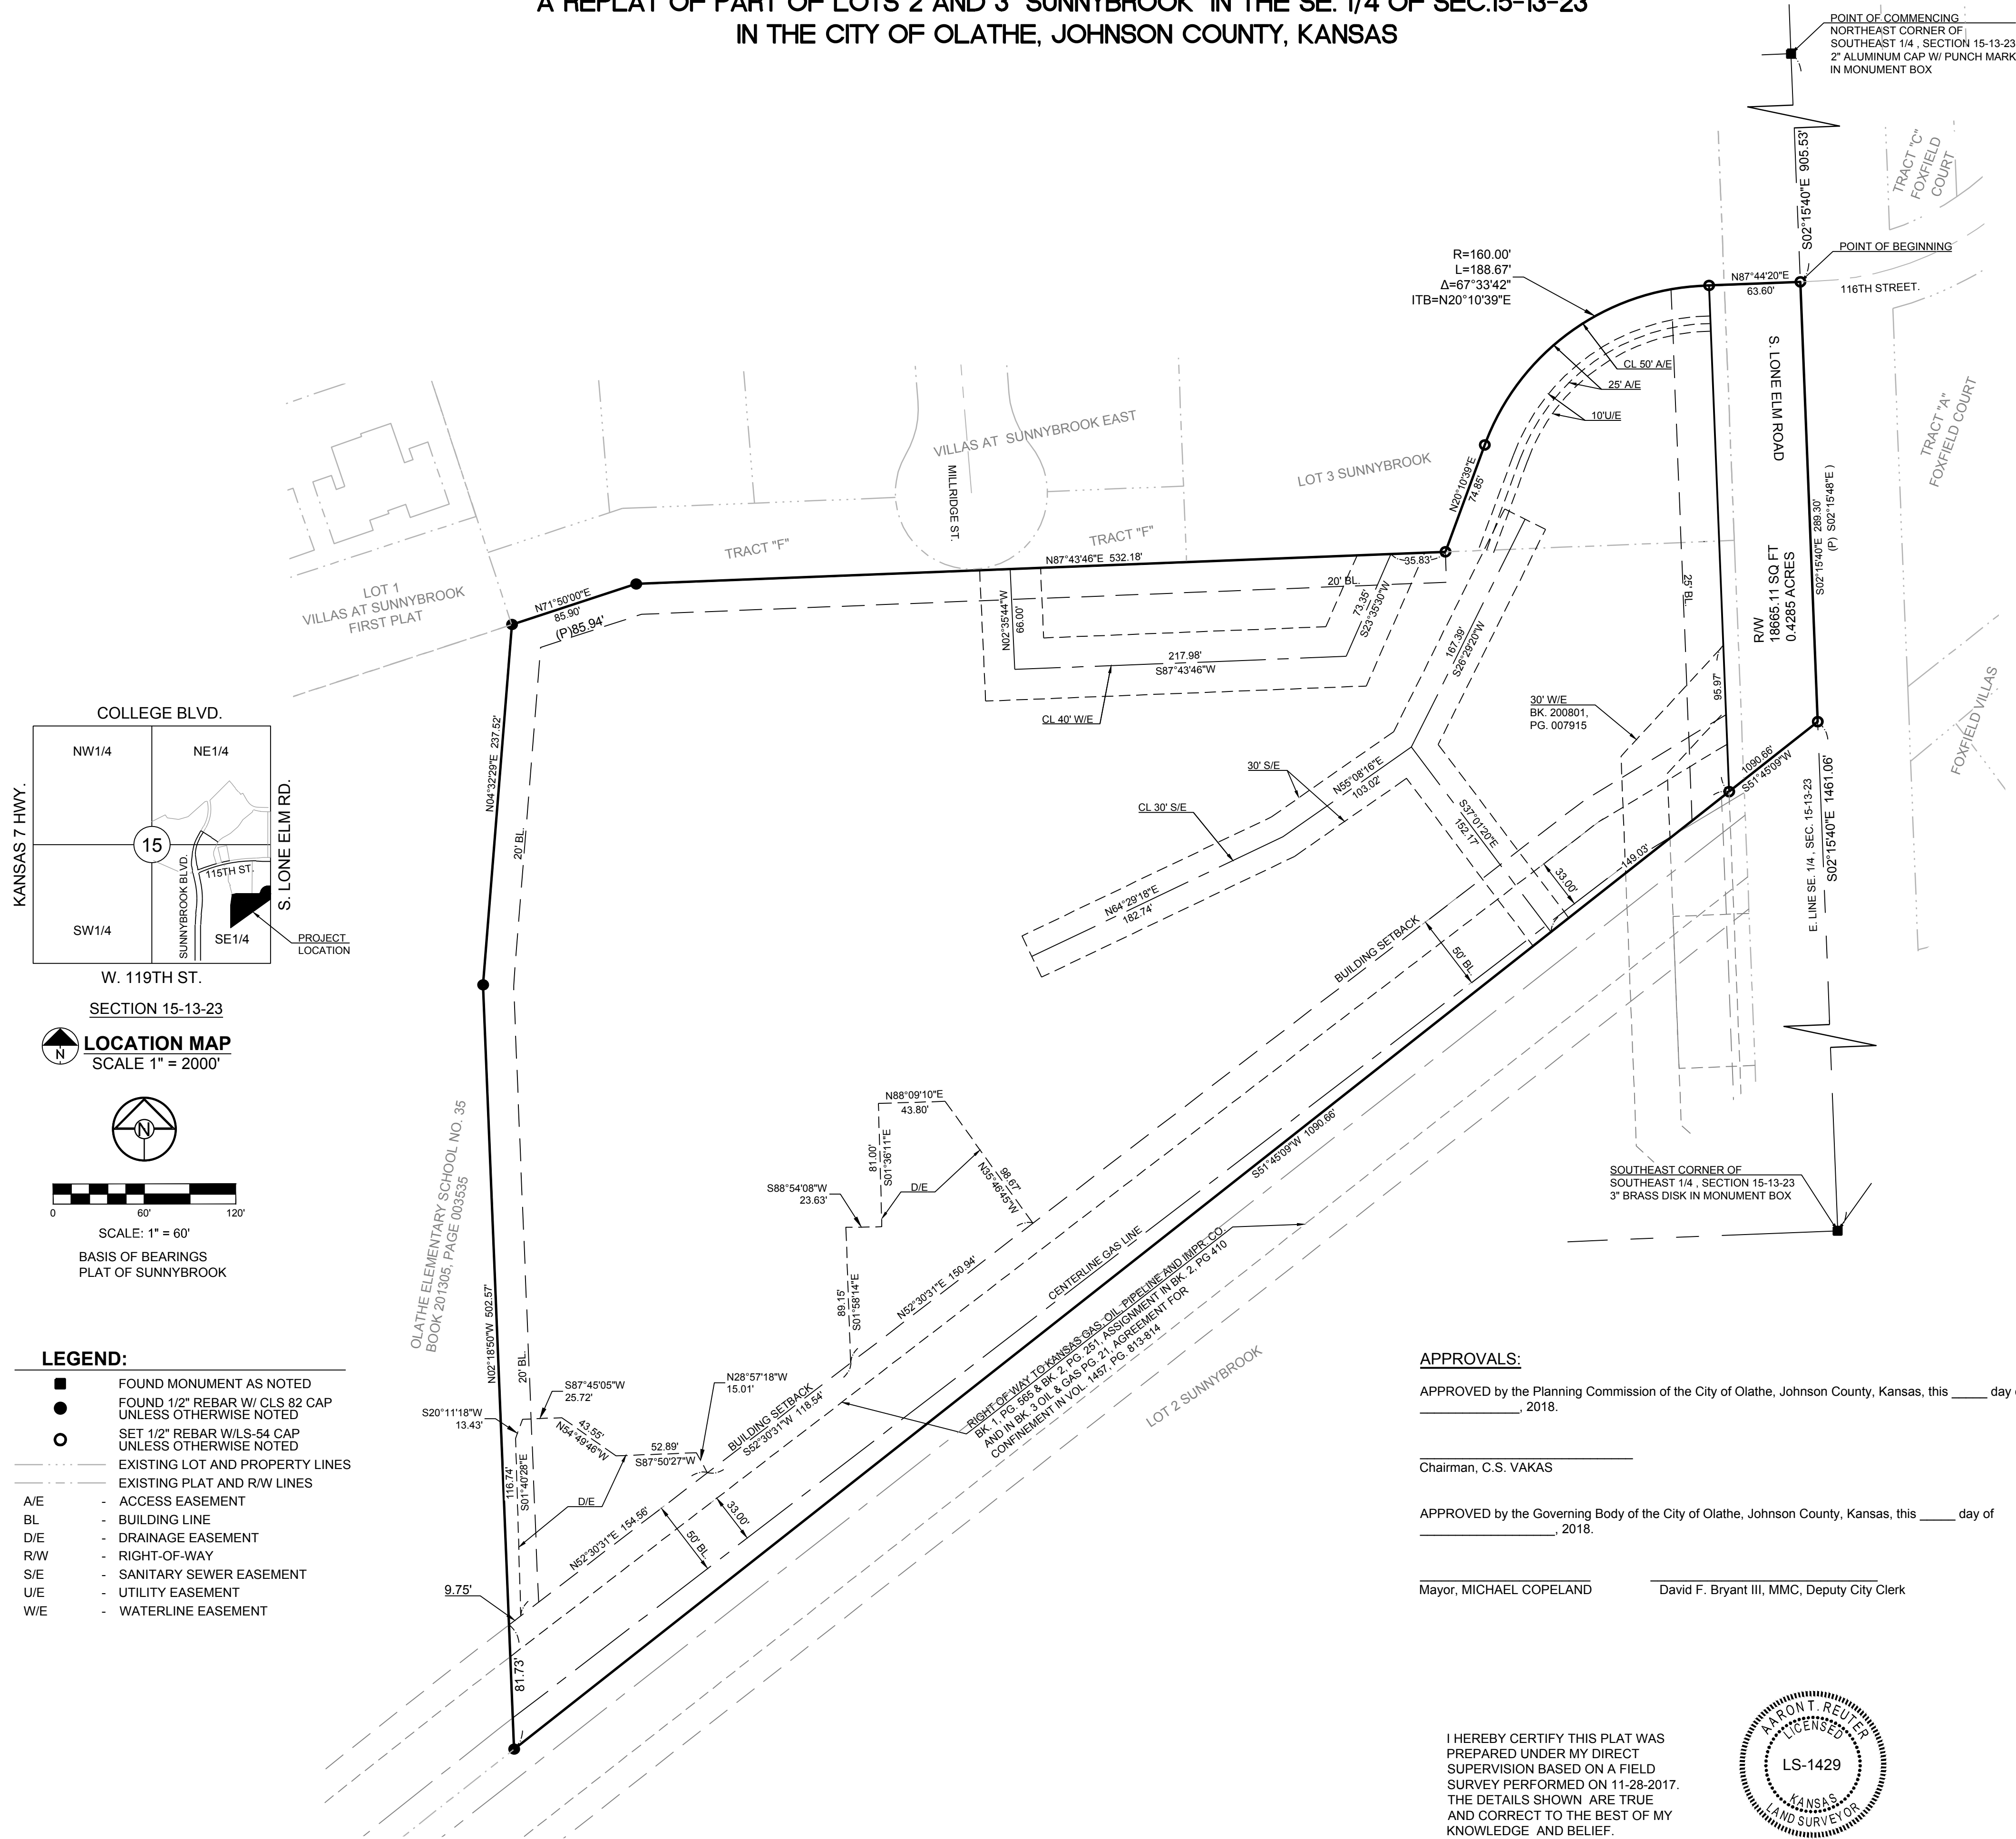 A REPLAT OF PART OF LOTS 2 AND 3 "SUNNYBROOK" IN THE SE. 1/4 OF SEC.15-13-23
IN THE CITY OF OLATHE, JOHNSON COUNTY, KANSAS
POINT OF COMMENCING
NORTHEAST CORNER OF
SOUTHEAST 1/4 , SECTION 15-13-23
2" ALUMINUM CAP W/ PUNCH MARK
IN MONUMENT BOX
S02°15'40"E 905.53'
TRACT "C"
FOXFIELD
COURT
POINT OF BEGINNING
116TH STREET.
N87°44'20"E
63.60'
R=160.00'
L=188.67'
Δ=67°33'42"
ITB=N20°10'39"E
CL 50' A/E
25' A/E
10'U/E
S. LONE ELM ROAD
TRACT "A"
FOXFIELD COURT
S02°15'40"E 289.30'
(P) S02°15'48"E )
R/W
18665.11 SQ FT
0.4285 ACRES
25' BL.
VILLAS AT SUNNYBROOK EAST
MILLRIDGE ST.
LOT 3 SUNNYBROOK
N20°10'39"E
74.85'
TRACT "F"
TRACT "F"
N87°43'46"E 532.18'
35.83'
20' BL.
LOT 1
VILLAS AT SUNNYBROOK
FIRST PLAT
N71°50'00"E
85.90'
(P)85.94'
N02°35'44"W
66.00'
73.35'
S23°35'30"W
217.98'
S87°43'46"W
CL 40' W/E
167.39'
S26°29'20"W
95.97'
30' W/E
BK. 200801,
PG. 007915
FOXFIELD VILLAS
1090.66'
S51°45'09"W
E. LINE SE. 1/4 , SEC. 15-13-23
S02°15'40"E 1461.06'
30' S/E
CL 30' S/E
N55°08'16"E
103.02'
S37°01'20"E
152.17'
N64°29'18"E
182.74'
149.03'
33.00'
BUILDING SETBACK
50' BL.
N04°32'29"E 237.52'
20' BL.
COLLEGE BLVD.
NW1/4
NE1/4
KANSAS 7 HWY.
15
S. LONE ELM RD.
SUNNYBROOK BLVD.
115TH ST.
SW1/4
SE1/4
PROJECT
LOCATION
W. 119TH ST.
SECTION 15-13-23
N
LOCATION MAP
SCALE 1" = 2000'
N
0 60' 120'
SCALE: 1" = 60'
BASIS OF BEARINGS
PLAT OF SUNNYBROOK
OLATHE ELEMENTARY SCHOOL NO. 35
BOOK 201305, PAGE 003535
N88°09'10"E
43.80'
81.00'
S01°36'11"E
98.67'
N35°46'45"W
S88°54'08"W
23.63'
D/E
89.15'
S01°58'14"E
N52°30'31"E 150.94'
CENTERLINE GAS LINE
S51°45'09"W 1090.66'
SOUTHEAST CORNER OF
SOUTHEAST 1/4 , SECTION 15-13-23
3" BRASS DISK IN MONUMENT BOX
RIGHT OF WAY TO KANSAS GAS, OIL, PIPELINE AND IMPR. CO.
BK. 1, PG. 565 & BK. 2, PG. 251, ASSIGNMENT IN BK. 2, PG 410
AND IN BK. 3 OIL & GAS PG. 21, AGREEMENT FOR
CONFINEMENT IN VOL. 1457, PG. 813-814
LOT 2 SUNNYBROOK
N02°18'50"W 502.57'
20' BL.
S87°45'05"W
25.72'
S20°11'18"W
13.43'
N28°57'18"W
15.01'
43.55'
N54°49'46"W
52.89'
S87°50'27"W
BUILDING SETBACK
S52°30'31"W 118.54'
116.74'
S01°40'28"E
D/E
33.00'
50' BL.
N52°30'31"E 154.56'
9.75'
81.73'
LEGEND:
FOUND MONUMENT AS NOTED
FOUND 1/2" REBAR W/ CLS 82 CAP
UNLESS OTHERWISE NOTED
SET 1/2" REBAR W/LS-54 CAP
UNLESS OTHERWISE NOTED
EXISTING LOT AND PROPERTY LINES
EXISTING PLAT AND R/W LINES
A/E - ACCESS EASEMENT
BL - BUILDING LINE
D/E - DRAINAGE EASEMENT
R/W - RIGHT-OF-WAY
S/E - SANITARY SEWER EASEMENT
U/E - UTILITY EASEMENT
W/E - WATERLINE EASEMENT
APPROVALS:
APPROVED by the Planning Commission of the City of Olathe, Johnson County, Kansas, this _____ day
______________, 2018.
Chairman, C.S. VAKAS
APPROVED by the Governing Body of the City of Olathe, Johnson County, Kansas, this _____ day of
___________________, 2018.
Mayor, MICHAEL COPELAND David F. Bryant III, MMC, Deputy City Clerk
I HEREBY CERTIFY THIS PLAT WAS
PREPARED UNDER MY DIRECT
SUPERVISION BASED ON A FIELD
SURVEY PERFORMED ON 11-28-2017.
THE DETAILS SHOWN ARE TRUE
AND CORRECT TO THE BEST OF MY
KNOWLEDGE AND BELIEF.
AARON T. REUTER
LICENSED
LS-1429
KANSAS
LAND SURVEYOR